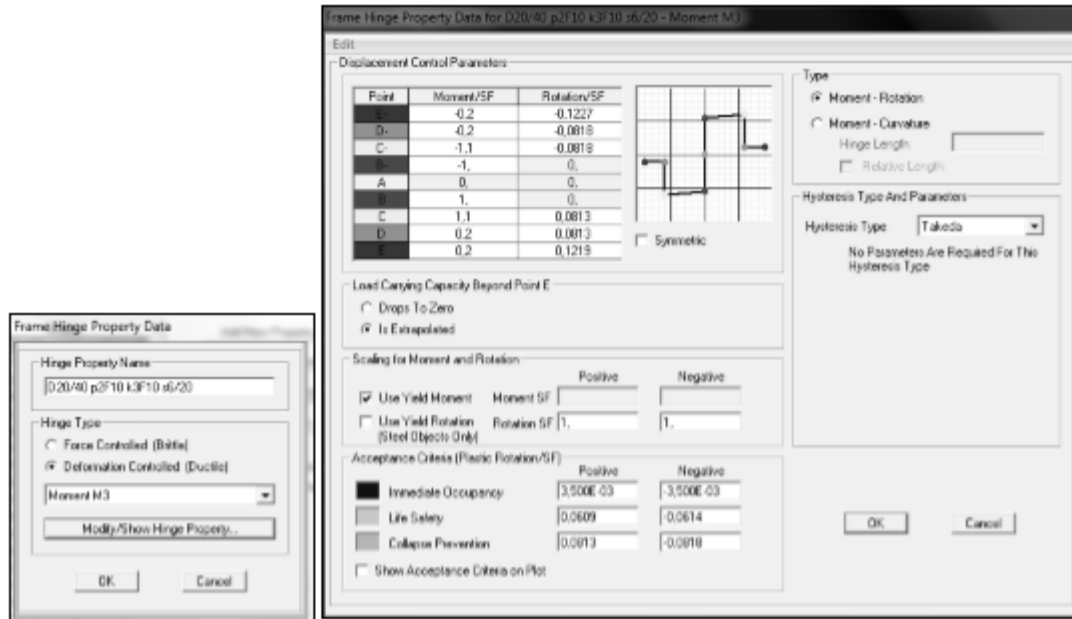 Frame Hinge Property Data
Hinge Property Name
D20/40 p2F10 k3F10 s6/20
Hinge Type
Force Controlled (Brittle)
Deformation Controlled (Ductile)
Moment M3
Modify/Show Hinge Property...
OK
Cancel
Frame Hinge Property Data for D20/40 p2F10 k3F10 s6/20 - Moment M3
Edit
Displacement Control Parameters
Point Moment/SF Rotation/SF
E- -0.2 -0.1227
D- -0,2 -0,0818
C- -1,1 -0.0818
B- -1, 0,
A 0, 0,
B 1, 0,
C 1,1 0,0813
D 0.2 0.0813
E 0,2 0,1219
Symmetric
Load Carrying Capacity Beyond Point E
Drops To Zero
Is Extrapolated
Scaling for Moment and Rotation
Positive Negative
Use Yield Moment Moment SF
Use Yield Rotation Rotation SF 1, 1,
(Steel Objects Only)
Acceptance Criteria (Plastic Rotation/SF)
Positive Negative
Immediate Occupancy 3,500E-03 -3,500E-03
Life Safety 0,0609 -0,0614
Collapse Prevention 0,0813 -0,0818
Show Acceptance Criteria on Plot
Type
Moment - Rotation
Moment - Curvature
Hinge Length
Relative Length
Hysteresis Type And Parameters
Hysteresis Type Takeda
No Parameters Are Required For This
Hysteresis Type
OK Cancel